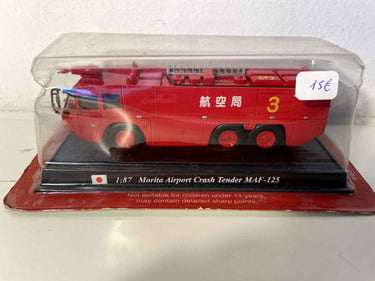 15€
航空局 3
1:87 Morita Airport Crash Tender MAF-125
Not suitable for children under 14 years,
may contain detailed sharp points.